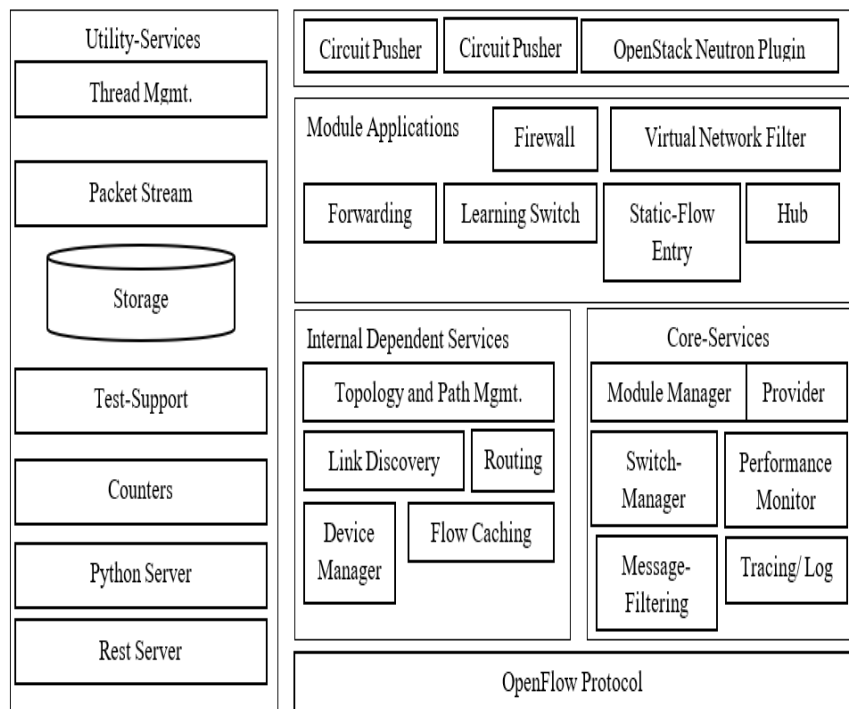 Utility-Services
Thread Mgmt.
Packet Stream
Storage
Test-Support
Counters
Python Server
Rest Server
Circuit Pusher
Circuit Pusher
OpenStack Neutron Plugin
Module Applications
Firewall
Virtual Network Filter
Forwarding
Learning Switch
Static-Flow
Entry
Hub
Internal Dependent Services
Topology and Path Mgmt.
Link Discovery
Routing
Device
Manager
Flow Caching
Core-Services
Module Manager
Provider
Switch-
Manager
Performance
Monitor
Message-
Filtering
Tracing/ Log
OpenFlow Protocol